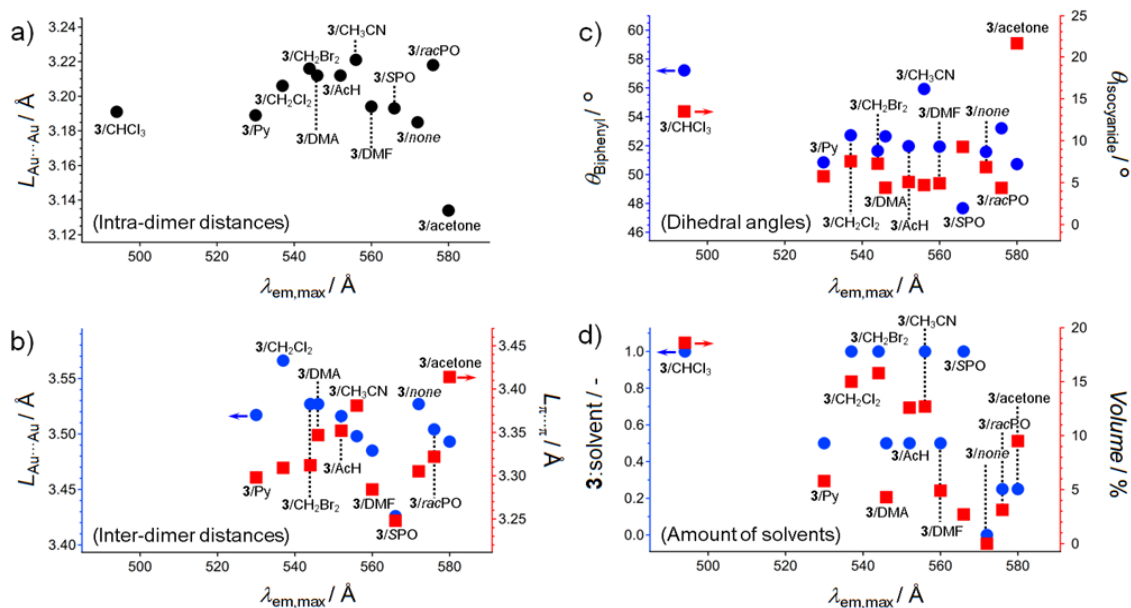 a)
L Au···Au / Å
3.24
3.22
3.20
3.18
3.16
3.14
3.12
3/CHCl3
3/Py
3/CH2Cl2
3/CH2Br2
3/DMA
3/AcH
3/CH3CN
3/DMF
3/SPO
3/none
3/racPO
3/acetone
(Intra-dimer distances)
500 520 540 560 580
λem,max / Å
b)
L Au···Au / Å
3.55
3.50
3.45
3.40
3/Py
3/CH2Cl2
3/CH2Br2
3/DMA
3/AcH
3/CH3CN
3/DMF
3/SPO
3/none
3/racPO
3/acetone
(Inter-dimer distances)
3.45
3.40
3.35
3.30
3.25
L π···π / Å
500 520 540 560 580
λem,max / Å
c)
θBiphenyl / °
60
58
56
54
52
50
48
46
3/CHCl3
3/Py
3/CH2Cl2
3/CH2Br2
3/DMA
3/AcH
3/CH3CN
3/DMF
3/SPO
3/none
3/racPO
3/acetone
(Dihedral angles)
25
20
15
10
5
0
θIsocyanide / °
500 520 540 560 580
λem,max / Å
d)
3:solvent / -
1.0
0.8
0.6
0.4
0.2
0.0
3/CHCl3
3/Py
3/CH2Cl2
3/CH2Br2
3/DMA
3/AcH
3/CH3CN
3/DMF
3/SPO
3/none
3/racPO
3/acetone
(Amount of solvents)
20
15
10
5
0
Volume / %
500 520 540 560 580
λem,max / Å